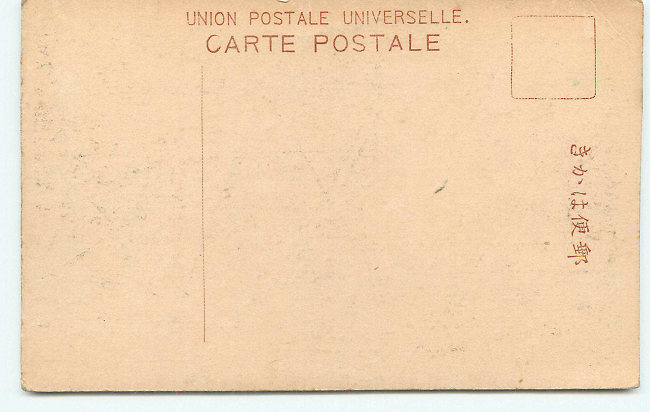 UNION POSTALE UNIVERSELLE.
CARTE POSTALE
郵便はかき